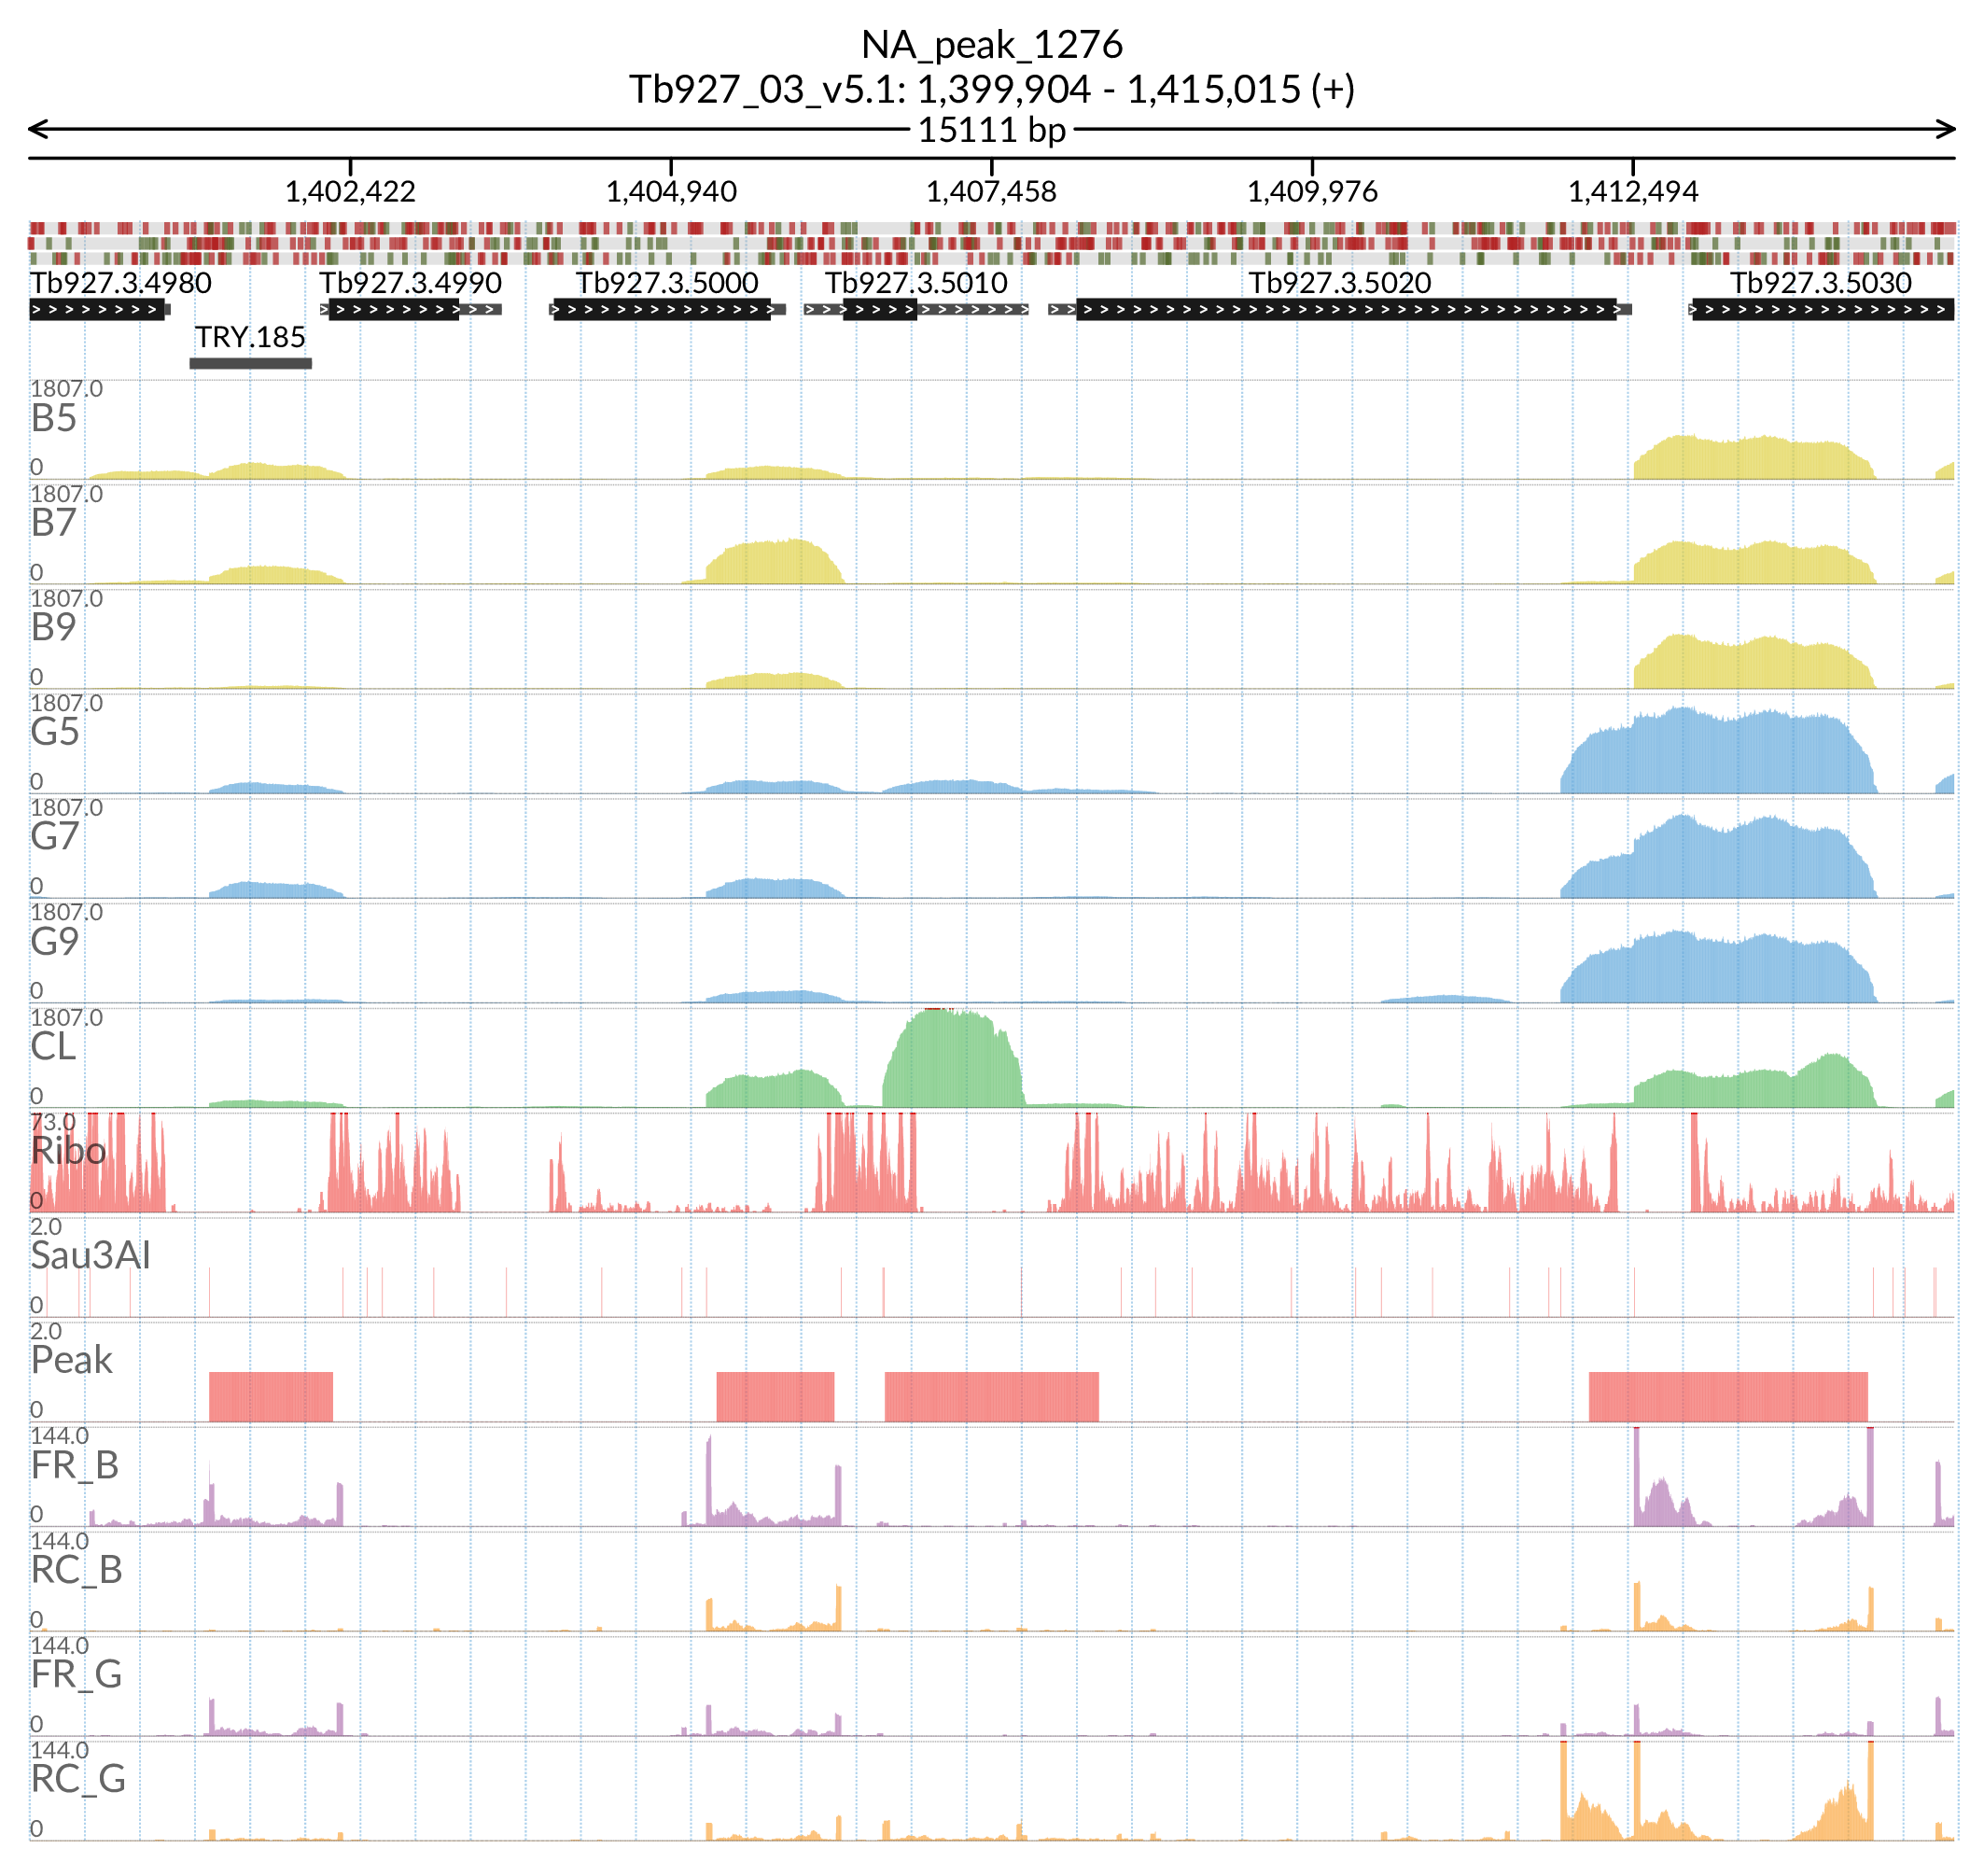 NA_peak_1276
Tb927_03_v5.1: 1,399,904 - 1,415,015 (+)
15111 bp
1,402,422 1,404,940 1,407,458 1,409,976 1,412,494
Tb927.3.4980 Tb927.3.4990 Tb927.3.5000 Tb927.3.5010 Tb927.3.5020 Tb927.3.5030
TRY.185
1807.0
B5
0
1807.0
B7
0
1807.0
B9
0
1807.0
G5
0
1807.0
G7
0
1807.0
G9
0
1807.0
CL
0
73.0
Ribo
0
2.0
Sau3AI
0
2.0
Peak
0
144.0
FR_B
0
144.0
RC_B
0
144.0
FR_G
0
144.0
RC_G
0